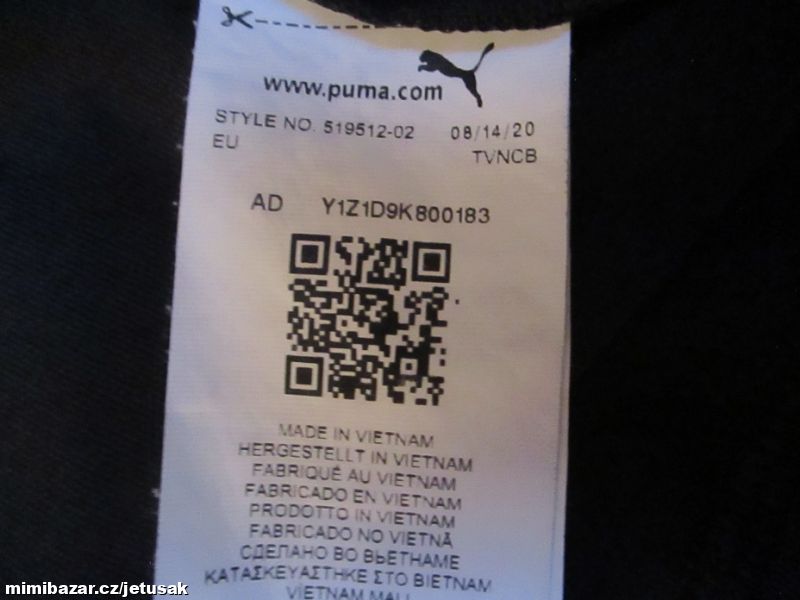 www.puma.com
STYLE NO. 519512-02 08/14/20
EU TVNCB
AD Y1Z1D9K800183
MADE IN VIETNAM
HERGESTELLT IN VIETNAM
FABRIQUÉ AU VIETNAM
FABRICADO EN VIETNAM
PRODOTTO IN VIETNAM
FABRICADO NO VIETNÃ
СДЕЛАНО ВО ВЬЕТНАМЕ
ΚΑΤΑΣΚΕΥΑΣΤΗΚΕ ΣΤΟ ΒΙΕΤΝΑΜ
VIETNAM MALI
mimibazar.cz/jetusak